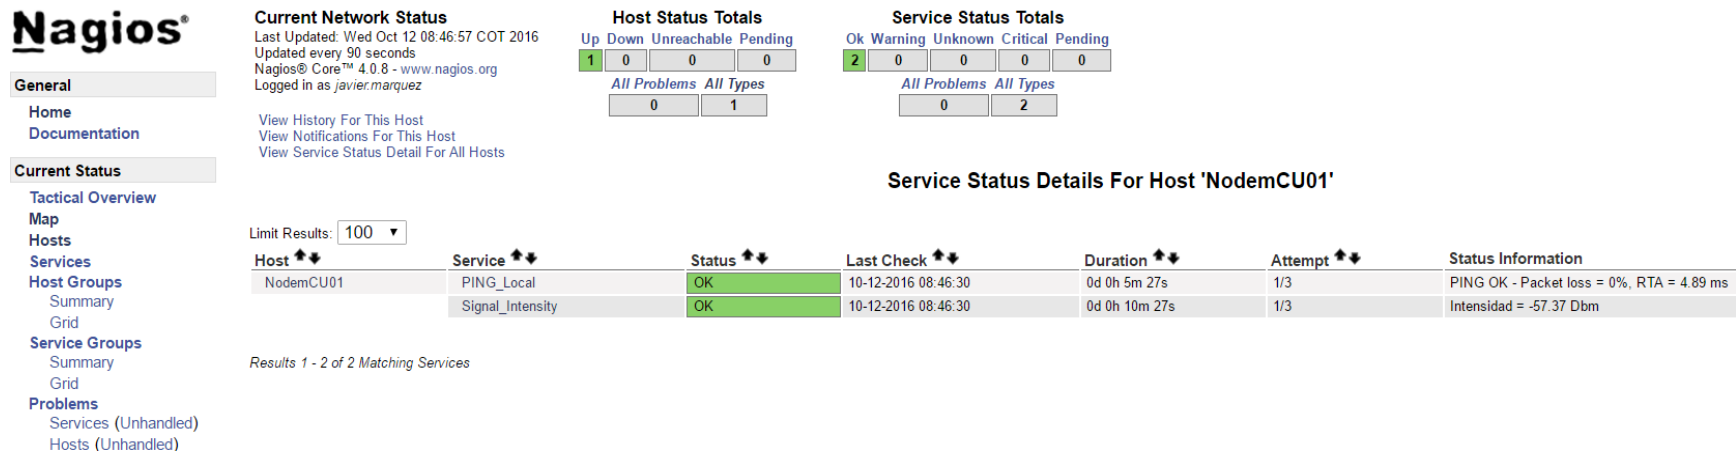 Nagios®
General
Home
Documentation
Current Status
Tactical Overview
Map
Hosts
Services
Host Groups
Summary
Grid
Service Groups
Summary
Grid
Problems
Services (Unhandled)
Hosts (Unhandled)
Current Network Status
Last Updated: Wed Oct 12 08:46:57 COT 2016
Updated every 90 seconds
Nagios® Core™ 4.0.8 - www.nagios.org
Logged in as javier.marquez
View History For This Host
View Notifications For This Host
View Service Status Detail For All Hosts
Host Status Totals
Up Down Unreachable Pending
1 0 0 0
All Problems All Types
0 1
Service Status Totals
Ok Warning Unknown Critical Pending
2 0 0 0 0
All Problems All Types
0 2
Service Status Details For Host 'NodemCU01'
Limit Results: 100
Host Service Status Last Check Duration Attempt Status Information
NodemCU01 PING_Local OK 10-12-2016 08:46:30 0d 0h 5m 27s 1/3 PING OK - Packet loss = 0%, RTA = 4.89 ms
Signal_Intensity OK 10-12-2016 08:46:30 0d 0h 10m 27s 1/3 Intensidad = -57.37 Dbm
Results 1 - 2 of 2 Matching Services